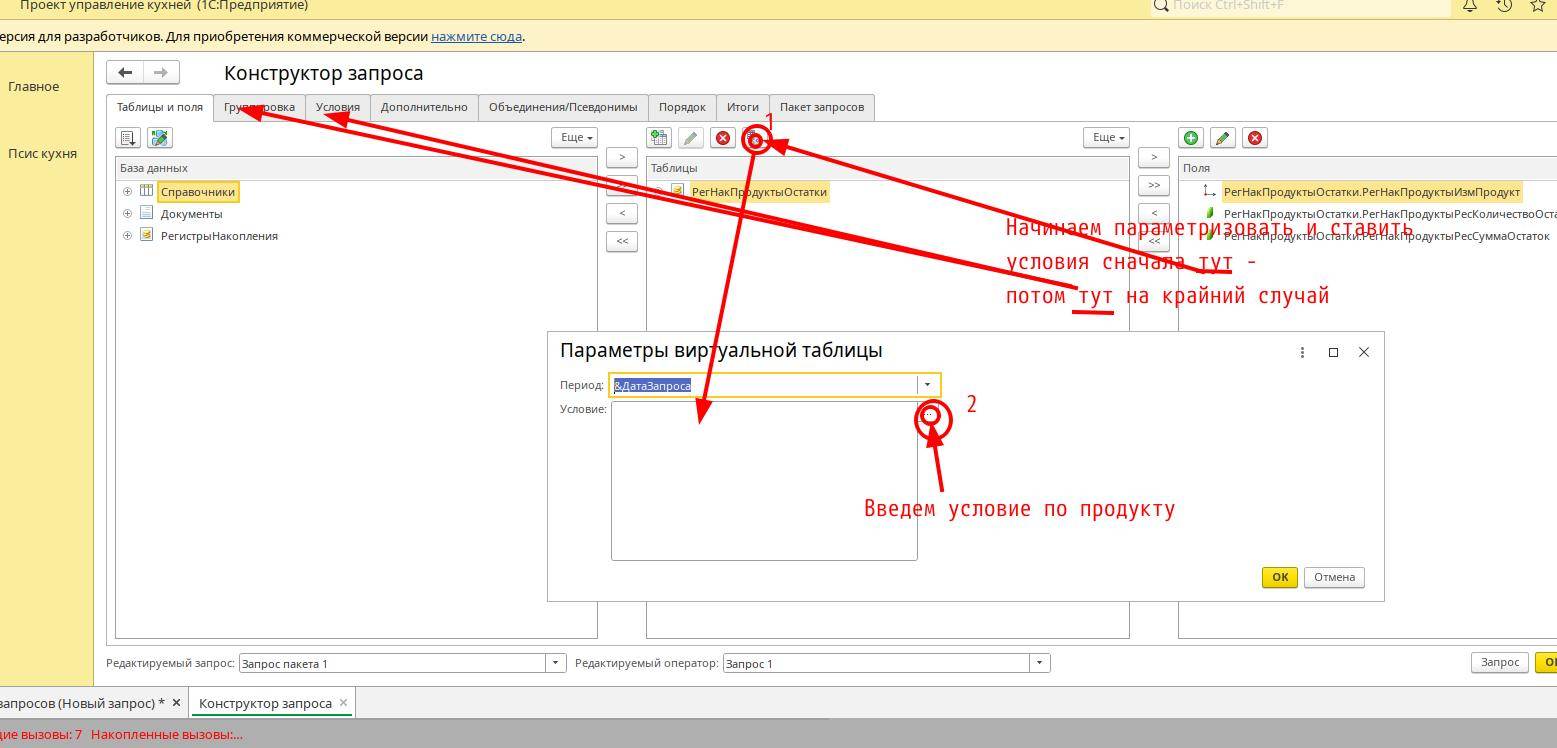 Проект управление кухней (1С:Предприятие)
Поиск Ctrl+Shift+F
ерсия для разработчиков. Для приобретения коммерческой версии нажмите сюда.
Главное
Псис кухня
Конструктор запроса
Таблицы и поля Группировка Условия Дополнительно Объединения/Псевдонимы Порядок Итоги Пакет запросов
1
Еще
Еще
База данных
Справочники
Документы
РегистрыНакопления
>
>>
<
<<
Таблицы
РегНакПродуктыОстатки
>
>>
<
<<
Поля
РегНакПродуктыОстатки.РегНакПродуктыИзмПродукт
РегНакПродуктыОстатки.РегНакПродуктыРесКоличествоОста
РегНакПродуктыОстатки.РегНакПродуктыРесСуммаОстаток
Начинаем параметризовать и ставить
условия сначала тут -
потом тут на крайний случай
Параметры виртуальной таблицы
Период: &ДатаЗапроса
Условие:
...
2
Введем условие по продукту
ОК
Отмена
Редактируемый запрос: Запрос пакета 1
Редактируемый оператор: Запрос 1
Запрос
запросов (Новый запрос) *
Конструктор запроса
щие вызовы: 7 Накопленные вызовы:...